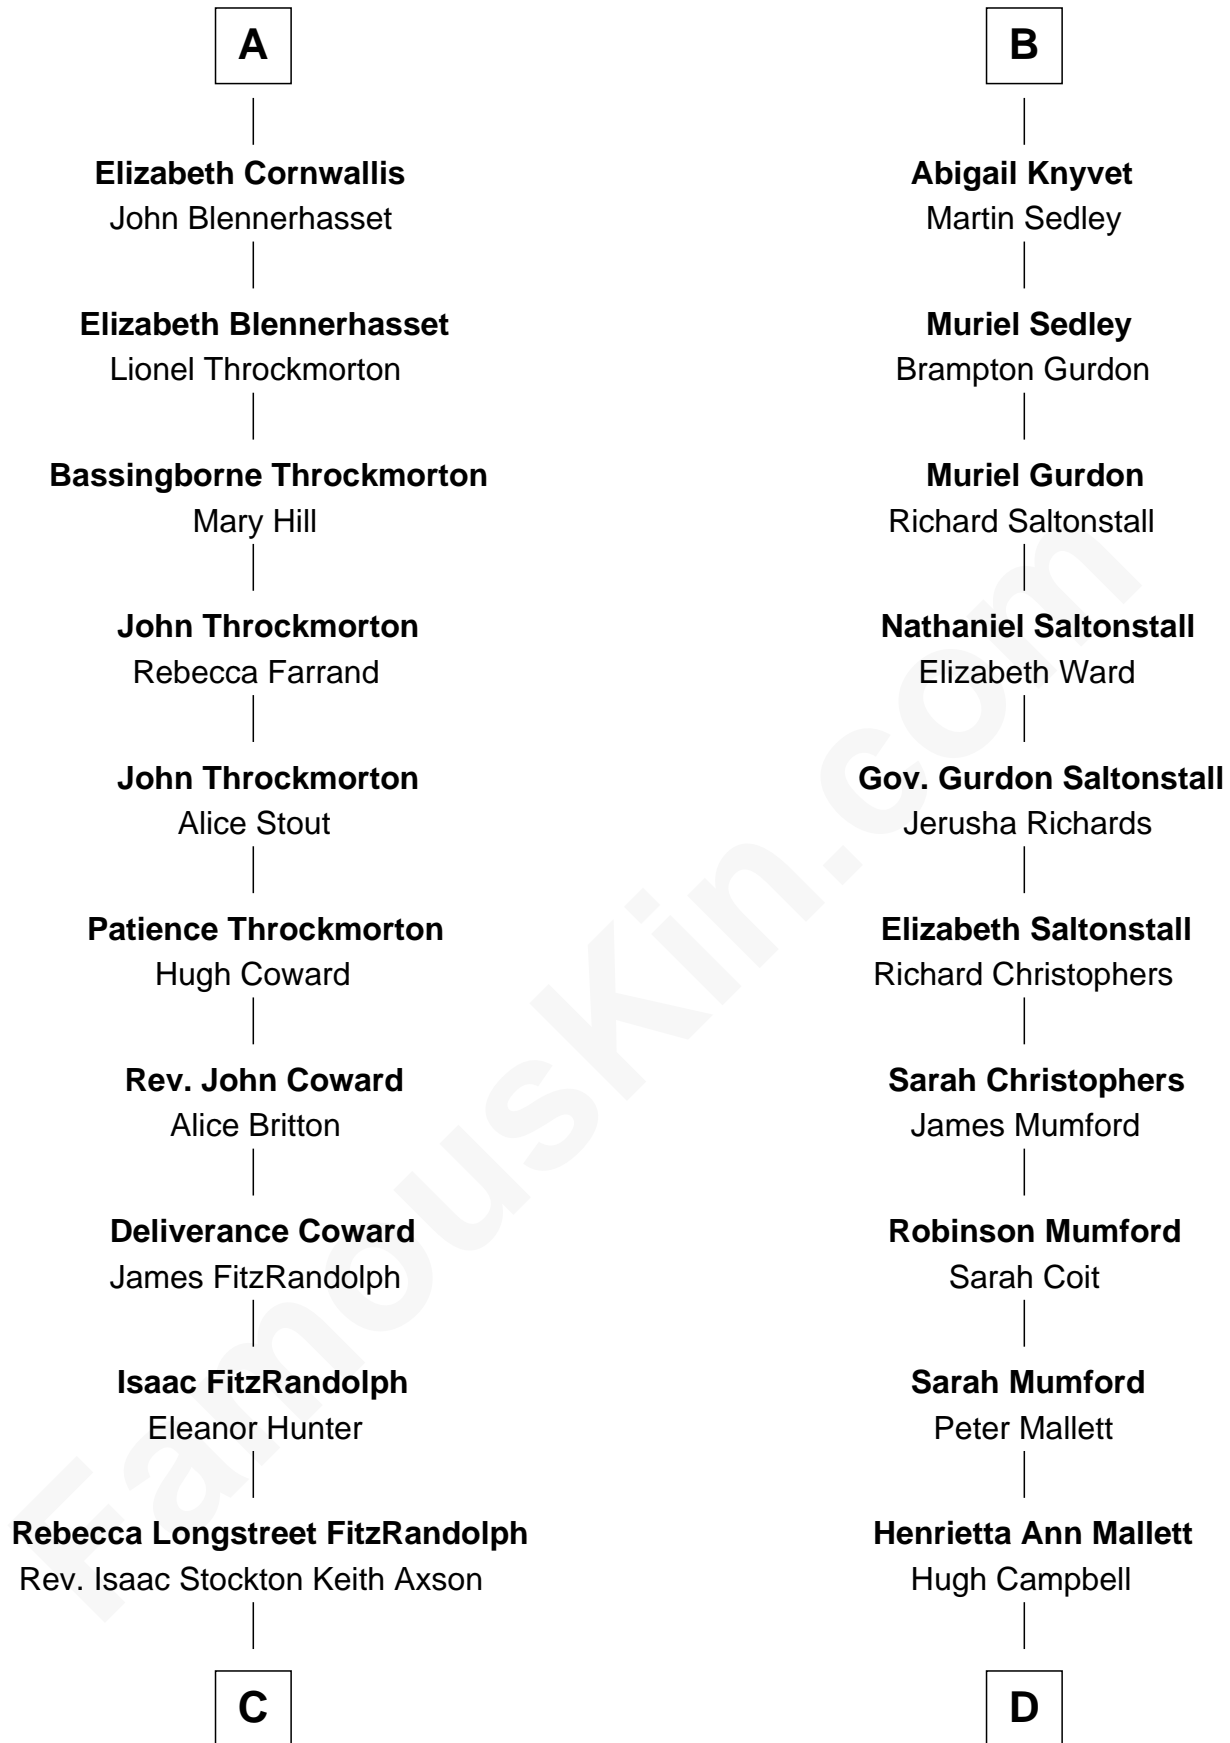 A
Elizabeth Cornwallis
John Blennerhasset
Elizabeth Blennerhasset
Lionel Throckmorton
Bassingborne Throckmorton
Mary Hill
John Throckmorton
Rebecca Farrand
John Throckmorton
Alice Stout
Patience Throckmorton
Hugh Coward
Rev. John Coward
Alice Britton
Deliverance Coward
James FitzRandolph
Isaac FitzRandolph
Eleanor Hunter
Rebecca Longstreet FitzRandolph
Rev. Isaac Stockton Keith Axson
C
B
Abigail Knyvet
Martin Sedley
Muriel Sedley
Brampton Gurdon
Muriel Gurdon
Richard Saltonstall
Nathaniel Saltonstall
Elizabeth Ward
Gov. Gurdon Saltonstall
Jerusha Richards
Elizabeth Saltonstall
Richard Christophers
Sarah Christophers
James Mumford
Robinson Mumford
Sarah Coit
Sarah Mumford
Peter Mallett
Henrietta Ann Mallett
Hugh Campbell
D
FamousKin.com